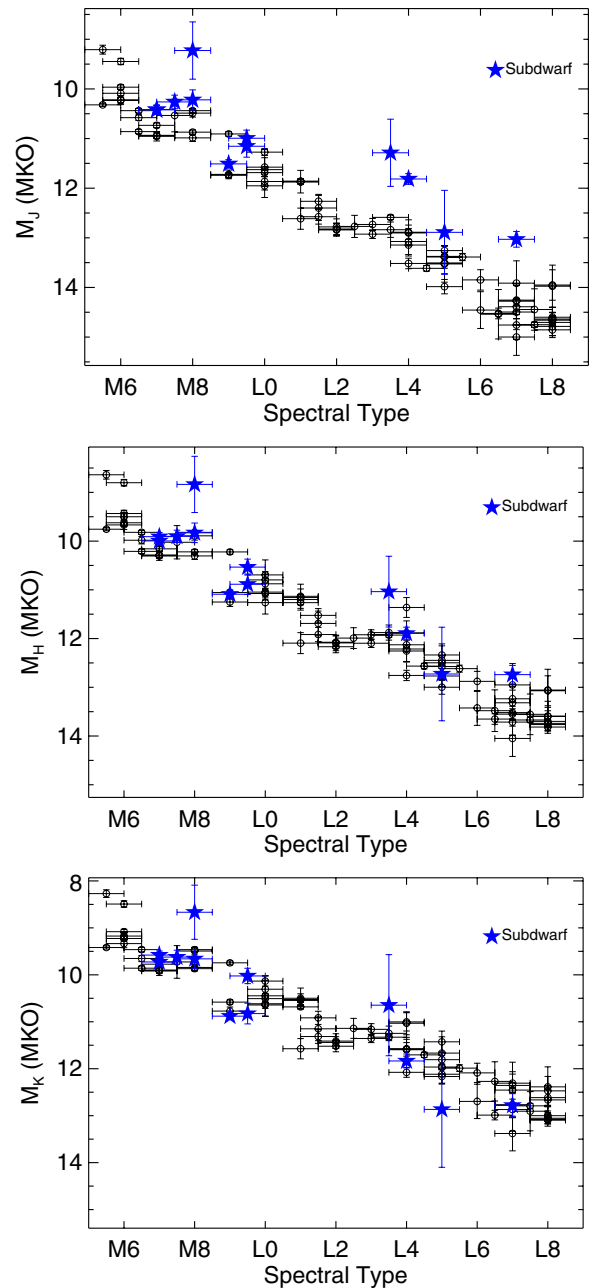 10
12
14
M_J (MKO)
Subdwarf
M6 M8 L0 L2 L4 L6 L8
Spectral Type
10
12
14
M_H (MKO)
Subdwarf
M6 M8 L0 L2 L4 L6 L8
Spectral Type
8
10
12
14
M_K (MKO)
Subdwarf
M6 M8 L0 L2 L4 L6 L8
Spectral Type